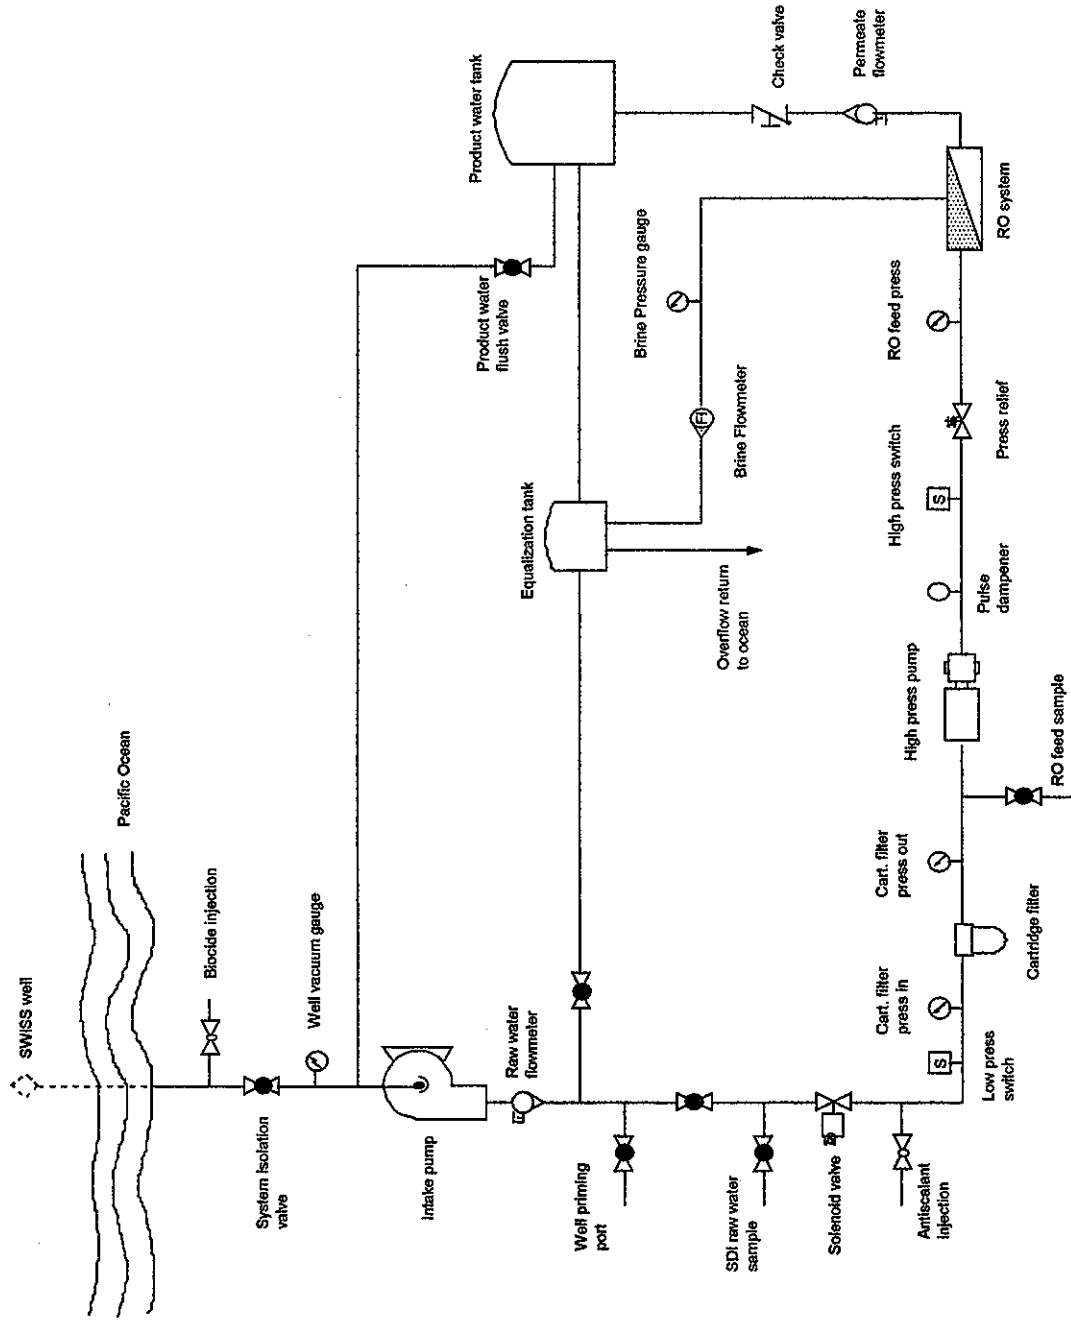 SWISS well
Pacific Ocean
Biocide injection
System isolation
valve
Well vacuum gauge
Intake pump
Raw water
flowmeter
Well priming
port
SDI raw water
sample
Solenoid valve
S
Antiscalant
injection
Low press
switch
S
Cart. filter
press in
Cartridge filter
Cart. filter
press out
RO feed sample
High press pump
Pulse
dampener
High press switch
S
Press relief
RO feed press
RO system
Permeate
flowmeter
Check valve
Product water tank
Product water
flush valve
Brine Pressure gauge
Brine Flowmeter
FI
Equalization tank
Overflow return
to ocean